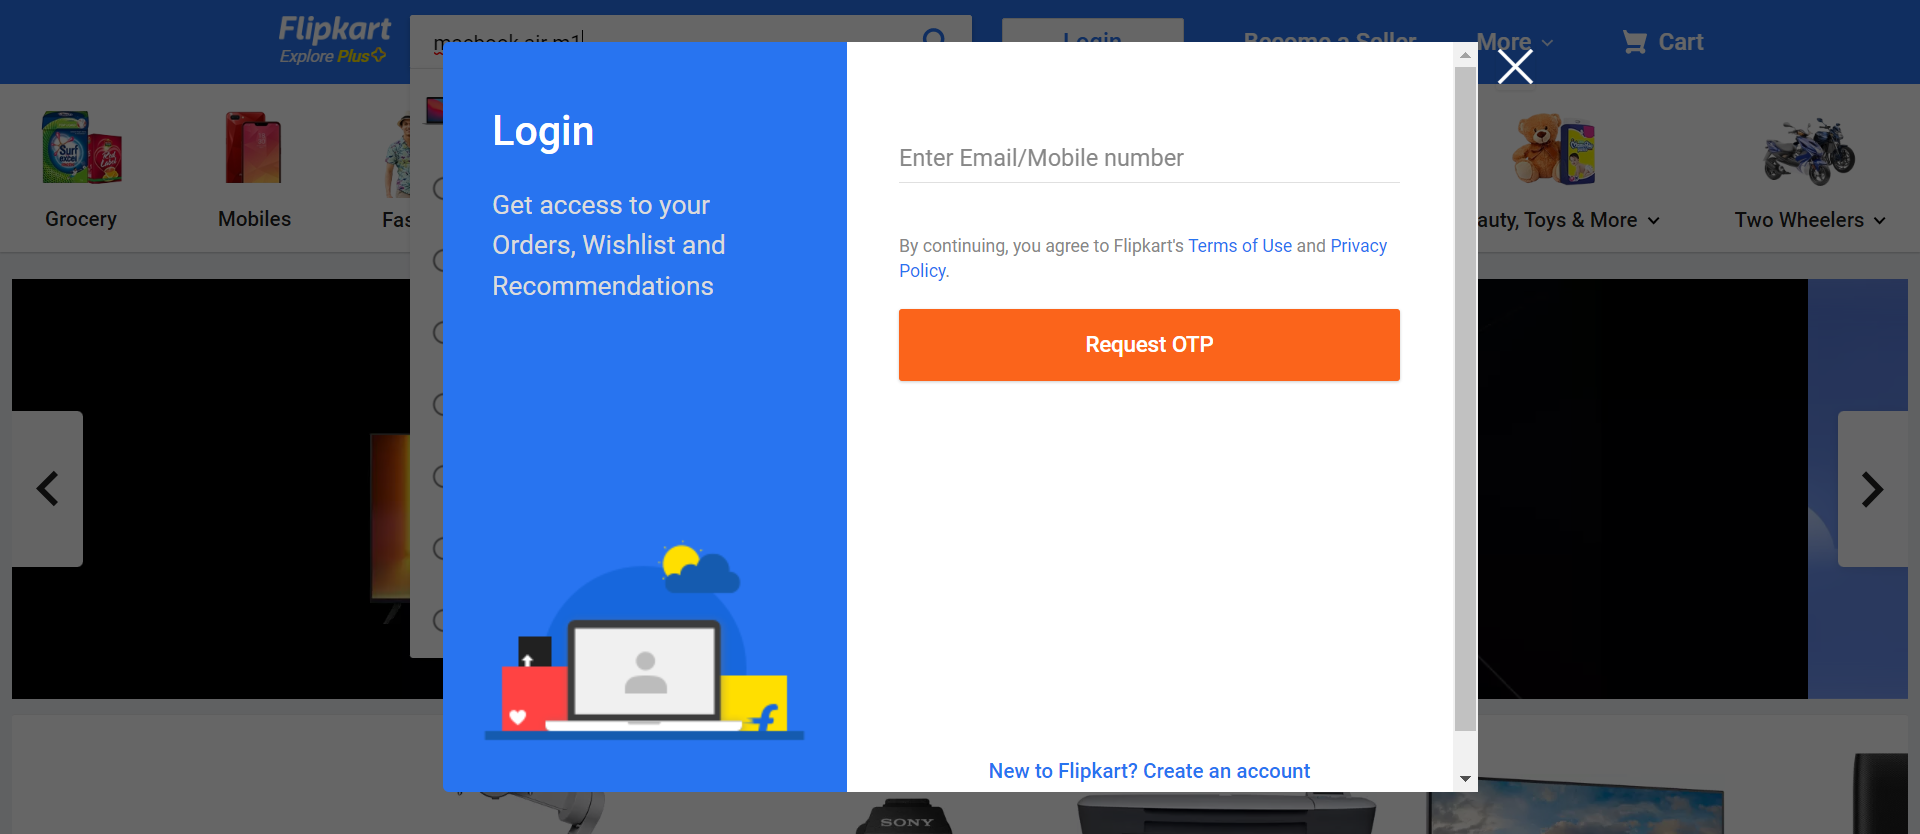 Flipkart
Explore Plus
macbook air m1
Login
Become a Seller
More
Cart
Grocery
Mobiles
Fas
auty, Toys & More
Two Wheelers
Surf
excel
Login
Get access to your
Orders, Wishlist and
Recommendations
Enter Email/Mobile number
By continuing, you agree to Flipkart's Terms of Use and Privacy
Policy.
Request OTP
New to Flipkart? Create an account
SONY